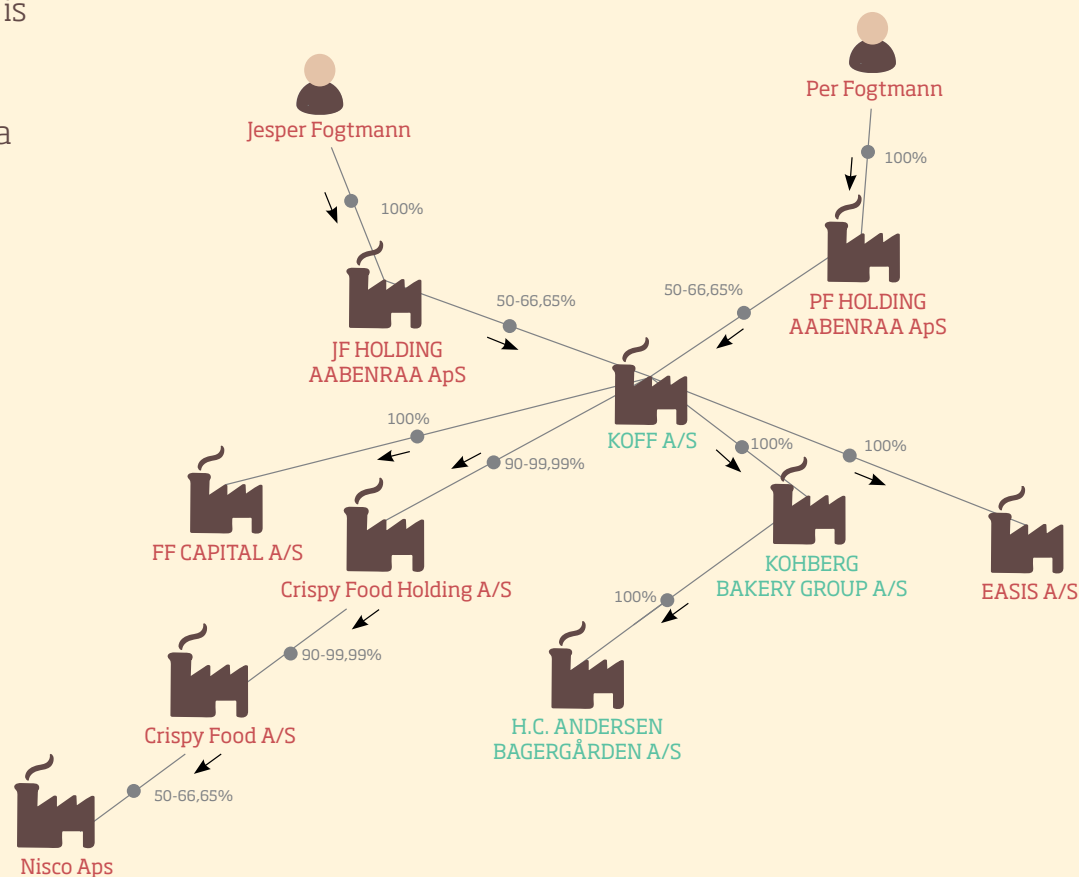 is
a
Per Fogtmann
Jesper Fogtmann
100%
100%
50-66,65%
50-66,65%
PF HOLDING
AABENRAA ApS
JF HOLDING
AABENRAA ApS
100%
KOFF A/S
100%
100%
90-99,99%
FF CAPITAL A/S
Crispy Food Holding A/S
KOHBERG
BAKERY GROUP A/S
EASIS A/S
100%
90-99,99%
H.C. ANDERSEN
BAGERGÅRDEN A/S
Crispy Food A/S
50-66,65%
Nisco Aps